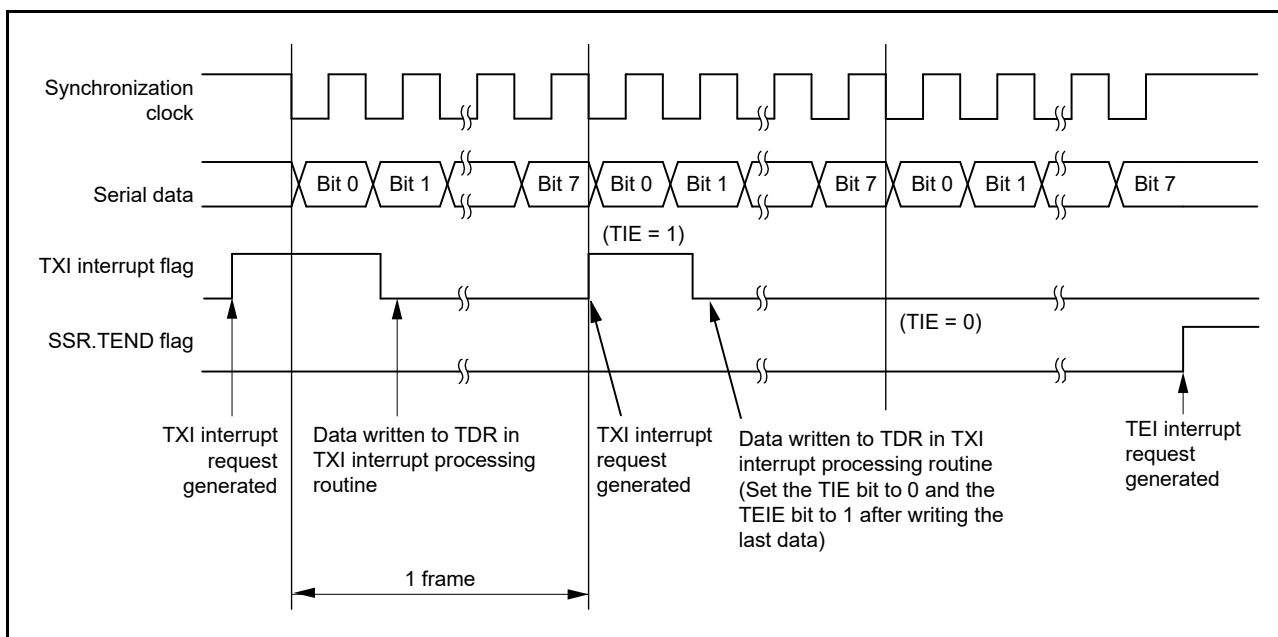 Synchronization
clock
Serial data
Bit 0 Bit 1 Bit 7 Bit 0 Bit 1 Bit 7 Bit 0 Bit 1 Bit 7
(TIE = 1)
TXI interrupt flag
(TIE = 0)
SSR.TEND flag
TXI interrupt
request
generated
Data written to TDR in
TXI interrupt processing
routine
TXI interrupt
request
generated
Data written to TDR in TXI
interrupt processing routine
(Set the TIE bit to 0 and the
TEIE bit to 1 after writing the
last data)
TEI interrupt
request
generated
1 frame